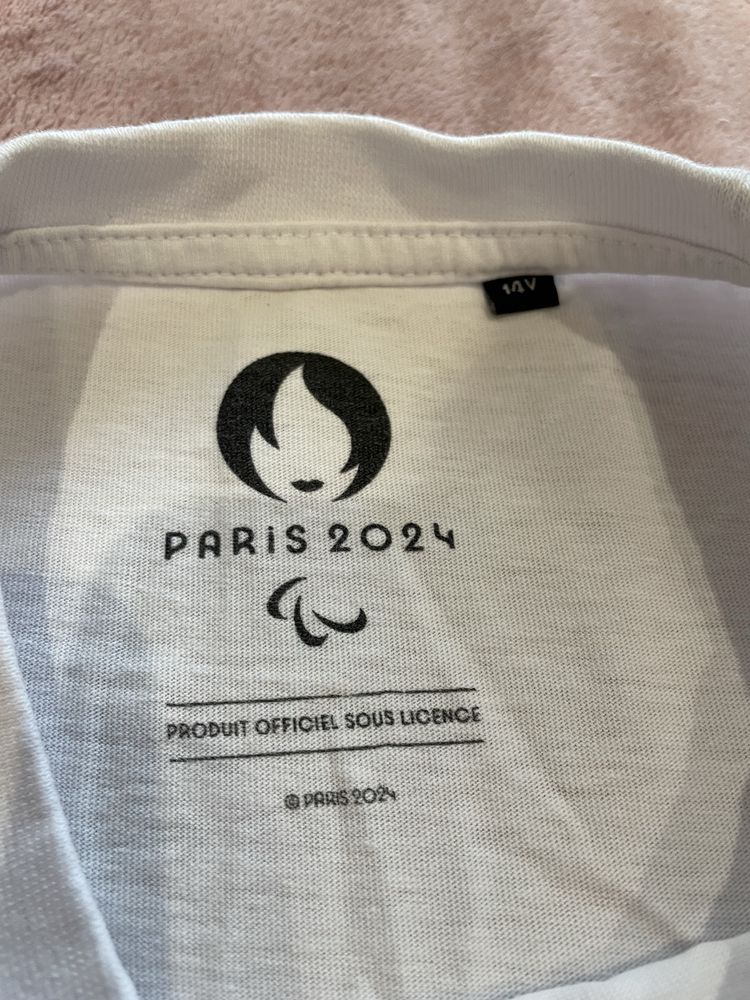 14Y
PARiS 2024
PRODUIT OFFICIEL SOUS LICENCE
© PARIS 2024